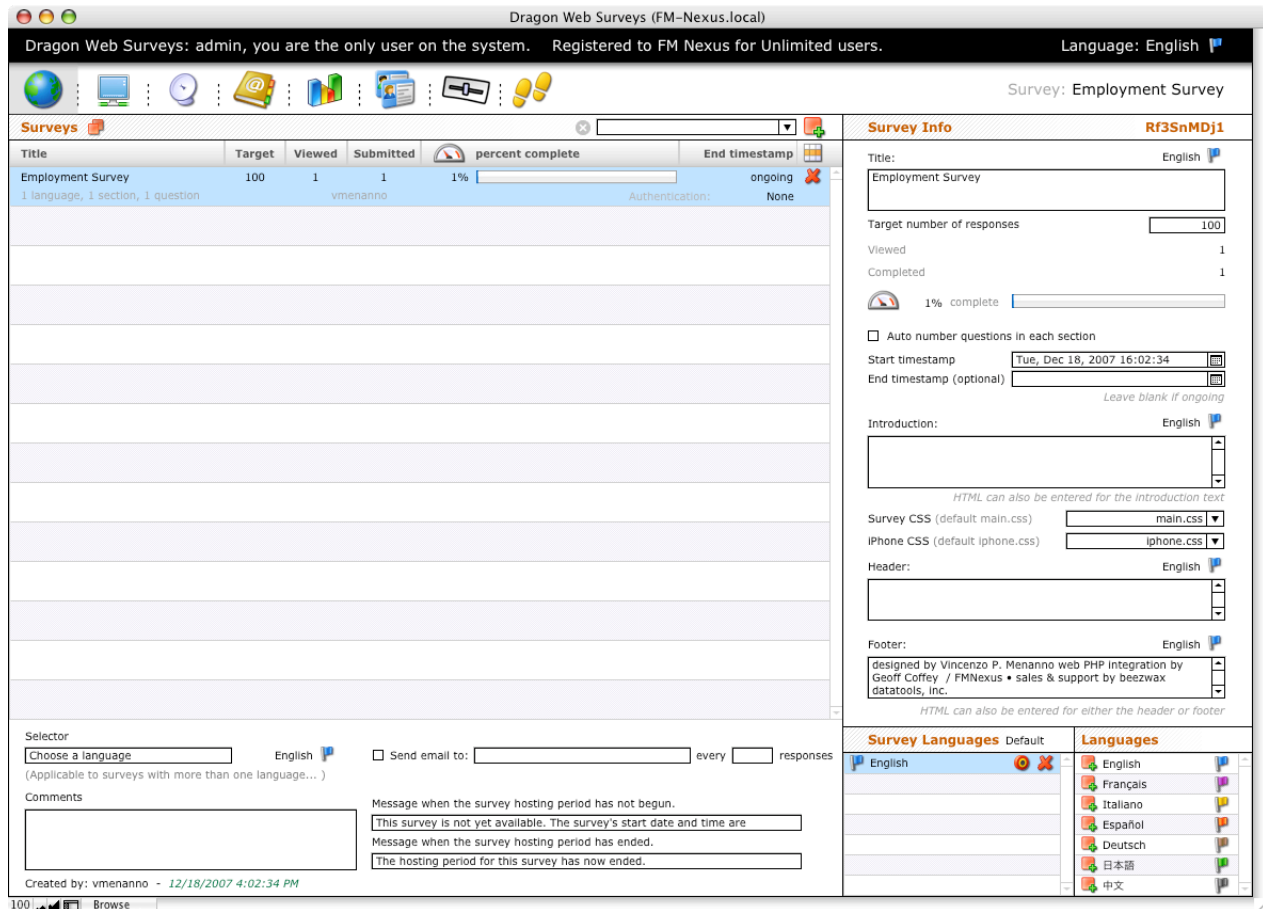 Dragon Web Surveys (FM-Nexus.local)
Dragon Web Surveys: admin, you are the only user on the system. Registered to FM Nexus for Unlimited users. Language: English
Survey: Employment Survey
Surveys
Title Target Viewed Submitted percent complete End timestamp
Employment Survey 100 1 1 1% ongoing
1 language, 1 section, 1 question vmenanno Authentication: None
Selector
Choose a language English
(Applicable to surveys with more than one language... )
Send email to: every responses
Comments
Message when the survey hosting period has not begun.
This survey is not yet available. The survey's start date and time are
Message when the survey hosting period has ended.
The hosting period for this survey has now ended.
Created by: vmenanno - 12/18/2007 4:02:34 PM
Survey Info Rf3SnMDj1
Title: English
Employment Survey
Target number of responses 100
Viewed 1
Completed 1
1% complete
Auto number questions in each section
Start timestamp Tue, Dec 18, 2007 16:02:34
End timestamp (optional)
Leave blank if ongoing
Introduction: English
HTML can also be entered for the introduction text
Survey CSS (default main.css) main.css
iPhone CSS (default iphone.css) iphone.css
Header: English
Footer: English
designed by Vincenzo P. Menanno web PHP integration by
Geoff Coffey / FMNexus • sales & support by beezwax
datatools, inc.
HTML can also be entered for either the header or footer
Survey Languages Default
English
Languages
English
Français
Italiano
Español
Deutsch
日本語
中文
100 Browse